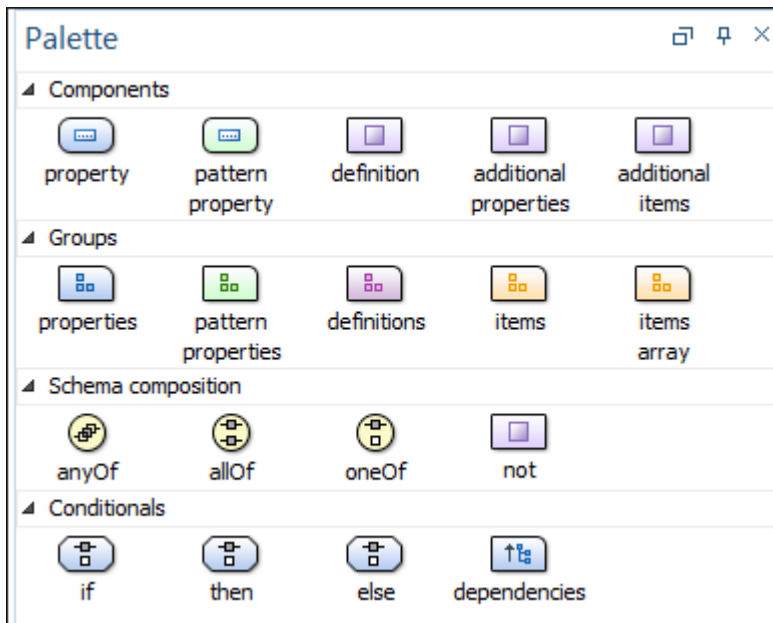 Palette
Components
property pattern property definition additional properties additional items
Groups
properties pattern properties definitions items items array
Schema composition
anyOf allOf oneOf not
Conditionals
if then else dependencies